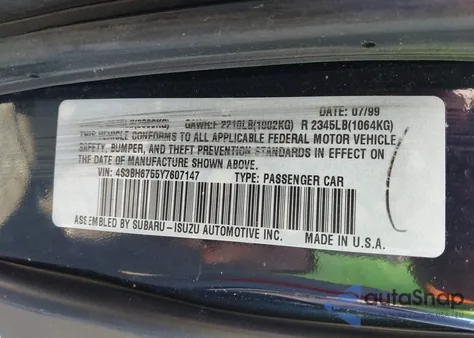 DATE: 07/99
GAWR:F 2210LB(1002KG) R 2345LB(1064KG)
THIS VEHICLE CONFORMS TO ALL APPLICABLE FEDERAL MOTOR VEHICLE
SAFETY, BUMPER, AND THEFT PREVENTION STANDARDS IN EFFECT ON
THE DATE OF MANUFACTURE SHOWN ABOVE.
VIN: 4S3BH6755Y7607147 TYPE: PASSENGER CAR
ASSEMBLED BY SUBARU-ISUZU AUTOMOTIVE INC. MADE IN U.S.A.
autoSnap